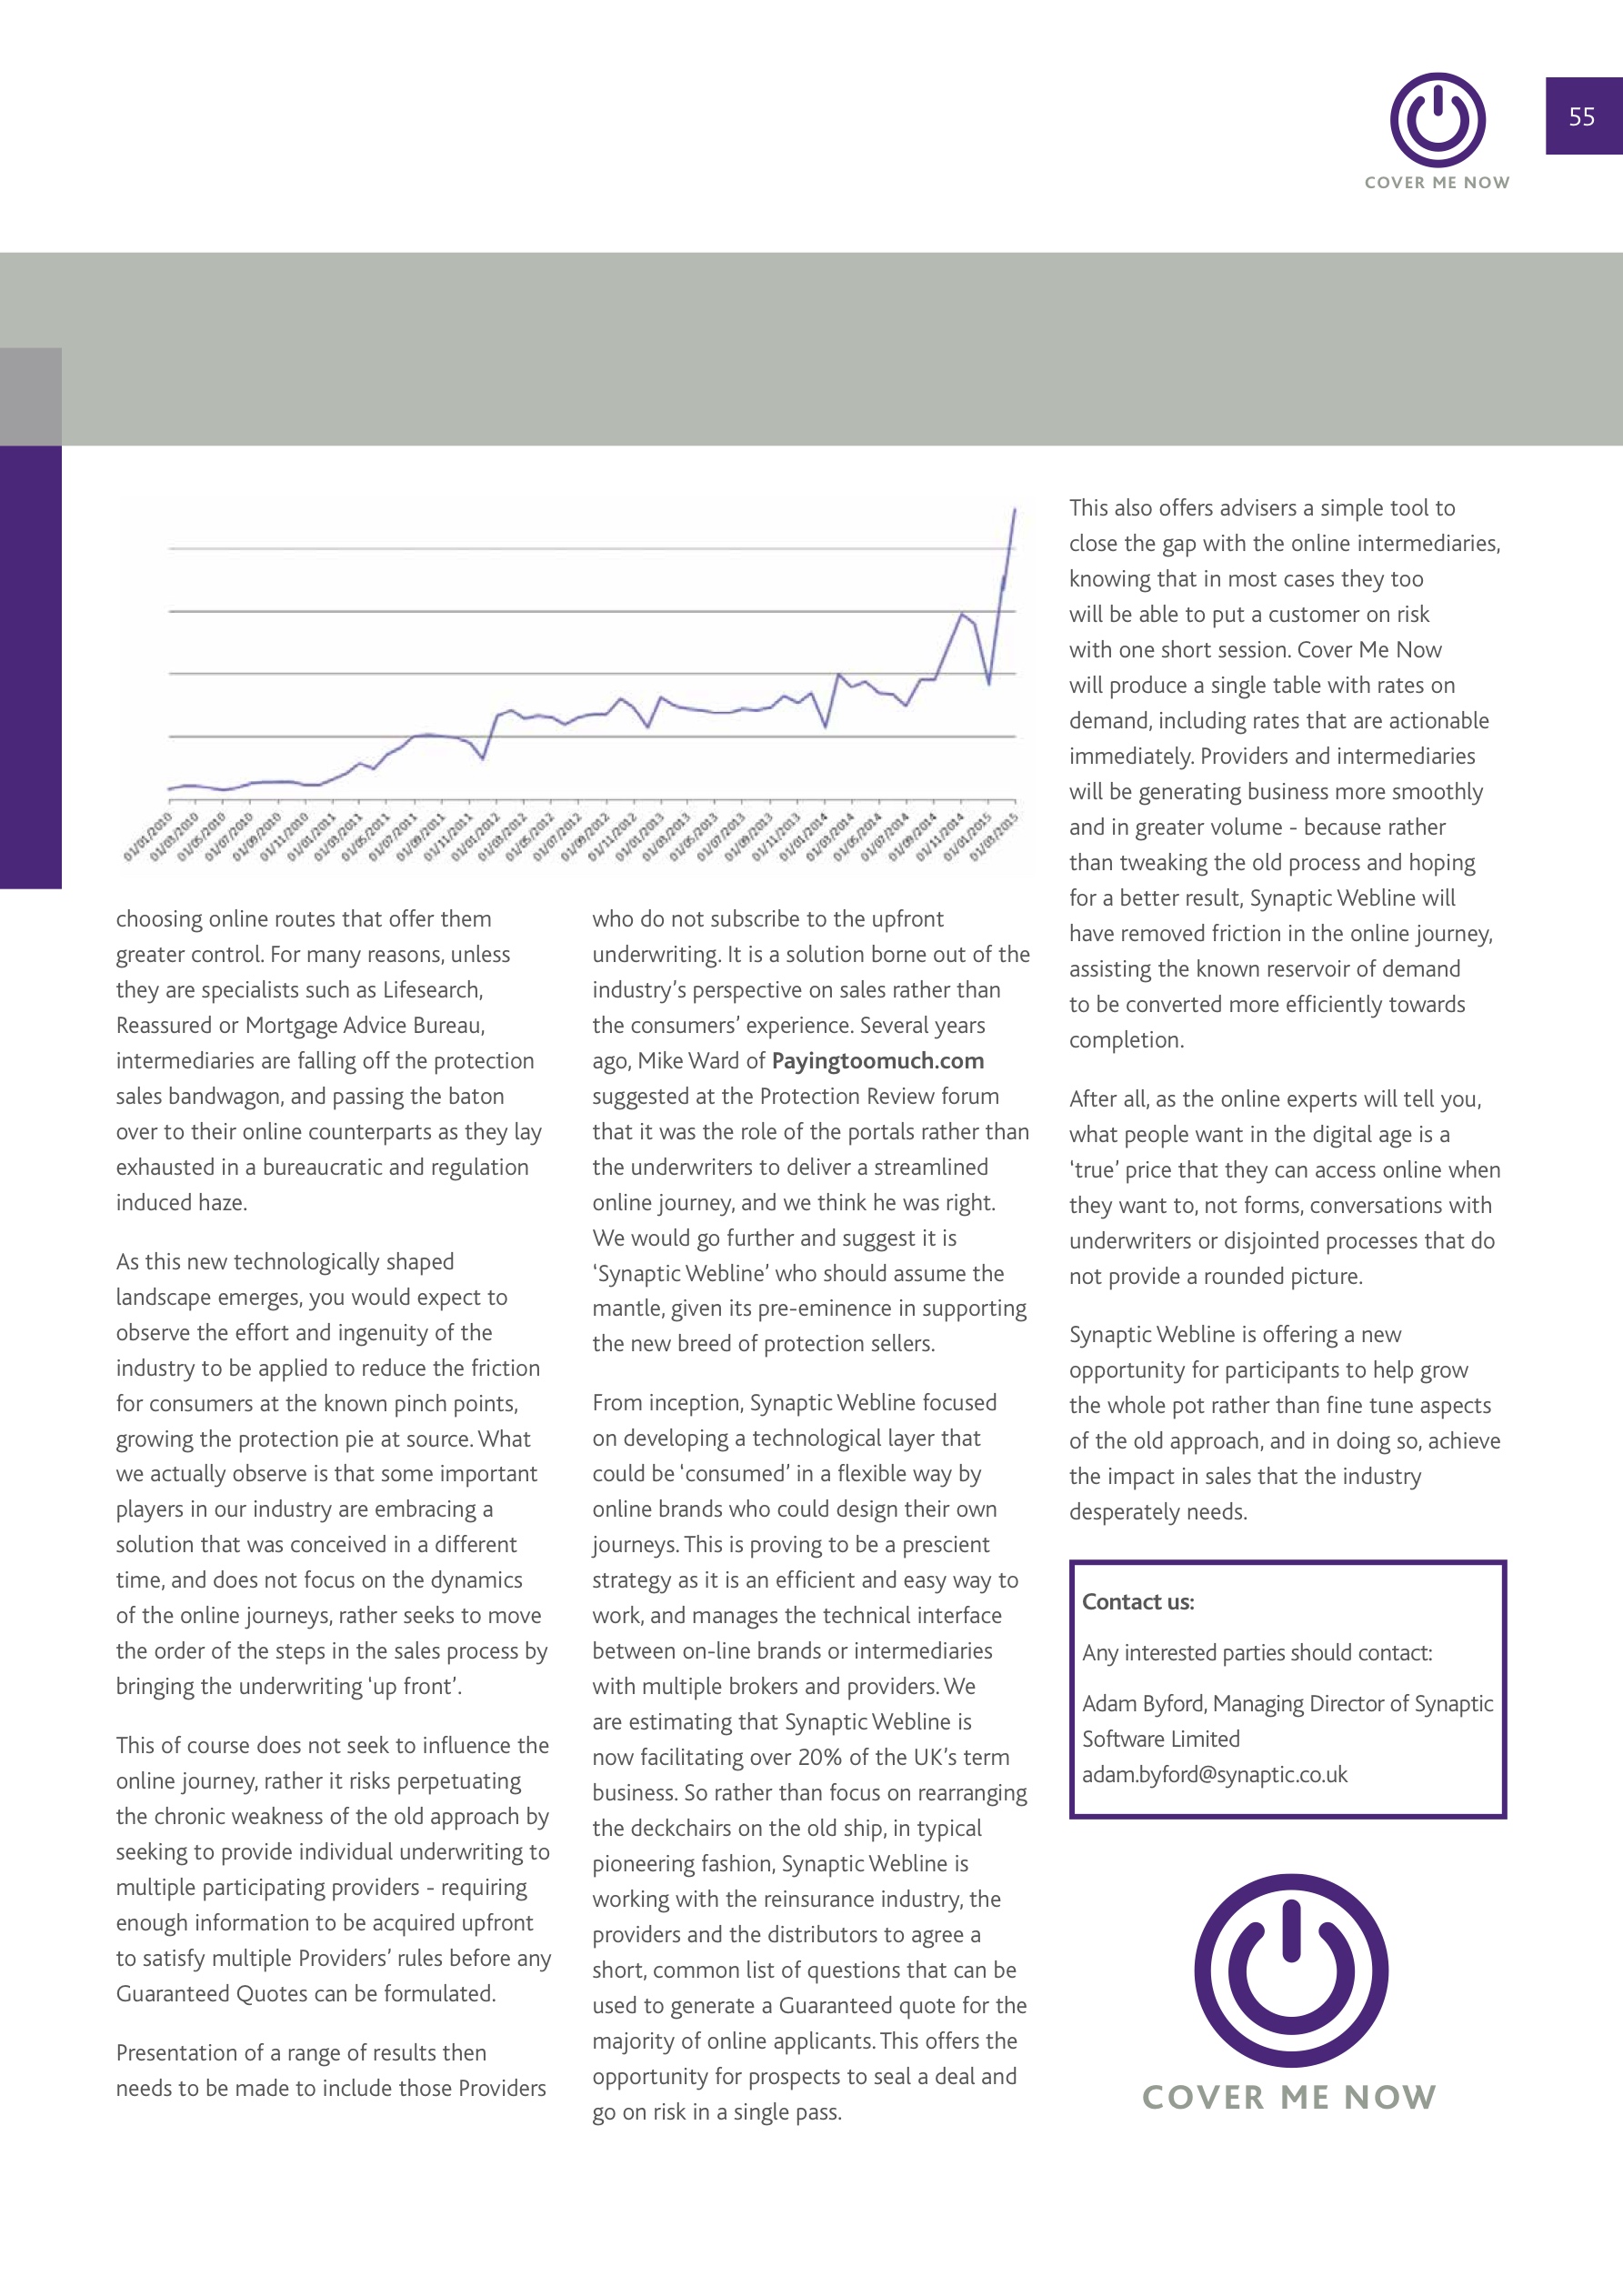 55
COVER ME NOW
01/01/2010
01/03/2010
01/05/2010
01/07/2010
01/09/2010
01/11/2010
01/01/2011
01/03/2011
01/05/2011
01/07/2011
01/09/2011
01/11/2011
01/01/2012
01/03/2012
01/05/2012
01/07/2012
01/09/2012
01/11/2012
01/01/2013
01/03/2013
01/05/2013
01/07/2013
01/09/2013
01/11/2013
01/01/2014
01/03/2014
01/05/2014
01/07/2014
01/09/2014
01/11/2014
01/01/2015
01/03/2015
choosing online routes that offer them
greater control. For many reasons, unless
they are specialists such as Lifesearch,
Reassured or Mortgage Advice Bureau,
intermediaries are falling off the protection
sales bandwagon, and passing the baton
over to their online counterparts as they lay
exhausted in a bureaucratic and regulation
induced haze.
As this new technologically shaped
landscape emerges, you would expect to
observe the effort and ingenuity of the
industry to be applied to reduce the friction
for consumers at the known pinch points,
growing the protection pie at source. What
we actually observe is that some important
players in our industry are embracing a
solution that was conceived in a different
time, and does not focus on the dynamics
of the online journeys, rather seeks to move
the order of the steps in the sales process by
bringing the underwriting 'up front'.
This of course does not seek to influence the
online journey, rather it risks perpetuating
the chronic weakness of the old approach by
seeking to provide individual underwriting to
multiple participating providers - requiring
enough information to be acquired upfront
to satisfy multiple Providers' rules before any
Guaranteed Quotes can be formulated.
Presentation of a range of results then
needs to be made to include those Providers
who do not subscribe to the upfront
underwriting. It is a solution borne out of the
industry's perspective on sales rather than
the consumers' experience. Several years
ago, Mike Ward of Payingtoomuch.com
suggested at the Protection Review forum
that it was the role of the portals rather than
the underwriters to deliver a streamlined
online journey, and we think he was right.
We would go further and suggest it is
'Synaptic Webline' who should assume the
mantle, given its pre-eminence in supporting
the new breed of protection sellers.
From inception, Synaptic Webline focused
on developing a technological layer that
could be 'consumed' in a flexible way by
online brands who could design their own
journeys. This is proving to be a prescient
strategy as it is an efficient and easy way to
work, and manages the technical interface
between on-line brands or intermediaries
with multiple brokers and providers. We
are estimating that Synaptic Webline is
now facilitating over 20% of the UK's term
business. So rather than focus on rearranging
the deckchairs on the old ship, in typical
pioneering fashion, Synaptic Webline is
working with the reinsurance industry, the
providers and the distributors to agree a
short, common list of questions that can be
used to generate a Guaranteed quote for the
majority of online applicants. This offers the
opportunity for prospects to seal a deal and
go on risk in a single pass.
This also offers advisers a simple tool to
close the gap with the online intermediaries,
knowing that in most cases they too
will be able to put a customer on risk
with one short session. Cover Me Now
will produce a single table with rates on
demand, including rates that are actionable
immediately. Providers and intermediaries
will be generating business more smoothly
and in greater volume - because rather
than tweaking the old process and hoping
for a better result, Synaptic Webline will
have removed friction in the online journey,
assisting the known reservoir of demand
to be converted more efficiently towards
completion.
After all, as the online experts will tell you,
what people want in the digital age is a
'true' price that they can access online when
they want to, not forms, conversations with
underwriters or disjointed processes that do
not provide a rounded picture.
Synaptic Webline is offering a new
opportunity for participants to help grow
the whole pot rather than fine tune aspects
of the old approach, and in doing so, achieve
the impact in sales that the industry
desperately needs.
Contact us:
Any interested parties should contact:
Adam Byford, Managing Director of Synaptic
Software Limited
adam.byford@synaptic.co.uk
COVER ME NOW